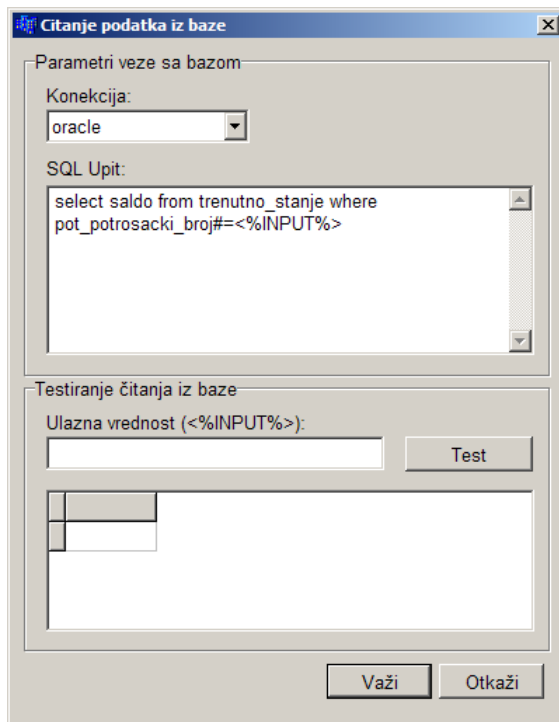 Citanje podatka iz baze
Parametri veze sa bazom
Konekcija:
oracle
SQL Upit:
select saldo from trenutno_stanje where
pot_potrosacki_broj#=<%INPUT%>
Testiranje čitanja iz baze
Ulazna vrednost (<%INPUT%>):
Test
Važi
Otkaži